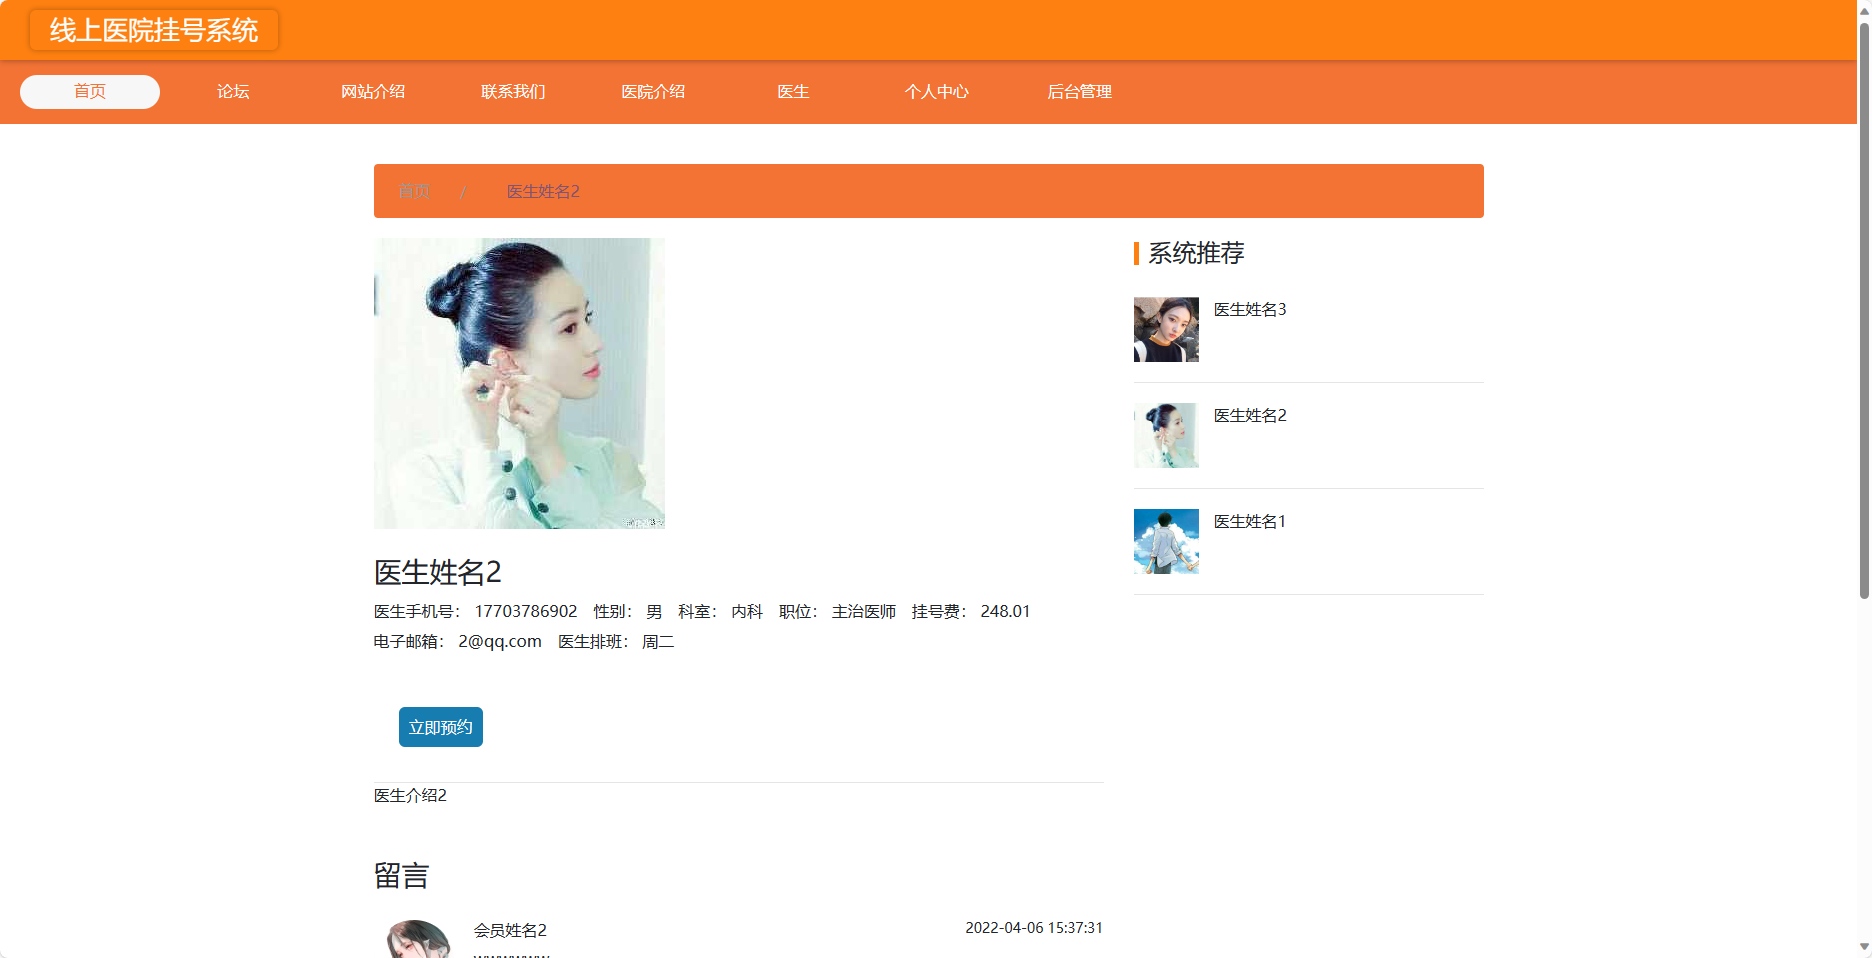 线上医院挂号系统
首页 论坛 网站介绍 联系我们 医院介绍 医生 个人中心 后台管理
首页 / 医生姓名2
医生姓名2
医生手机号： 17703786902 性别： 男 科室： 内科 职位： 主治医师 挂号费： 248.01
电子邮箱： 2@qq.com 医生排班： 周二
立即预约
医生介绍2
留言
会员姓名2
2022-04-06 15:37:31
系统推荐
医生姓名3
医生姓名2
医生姓名1